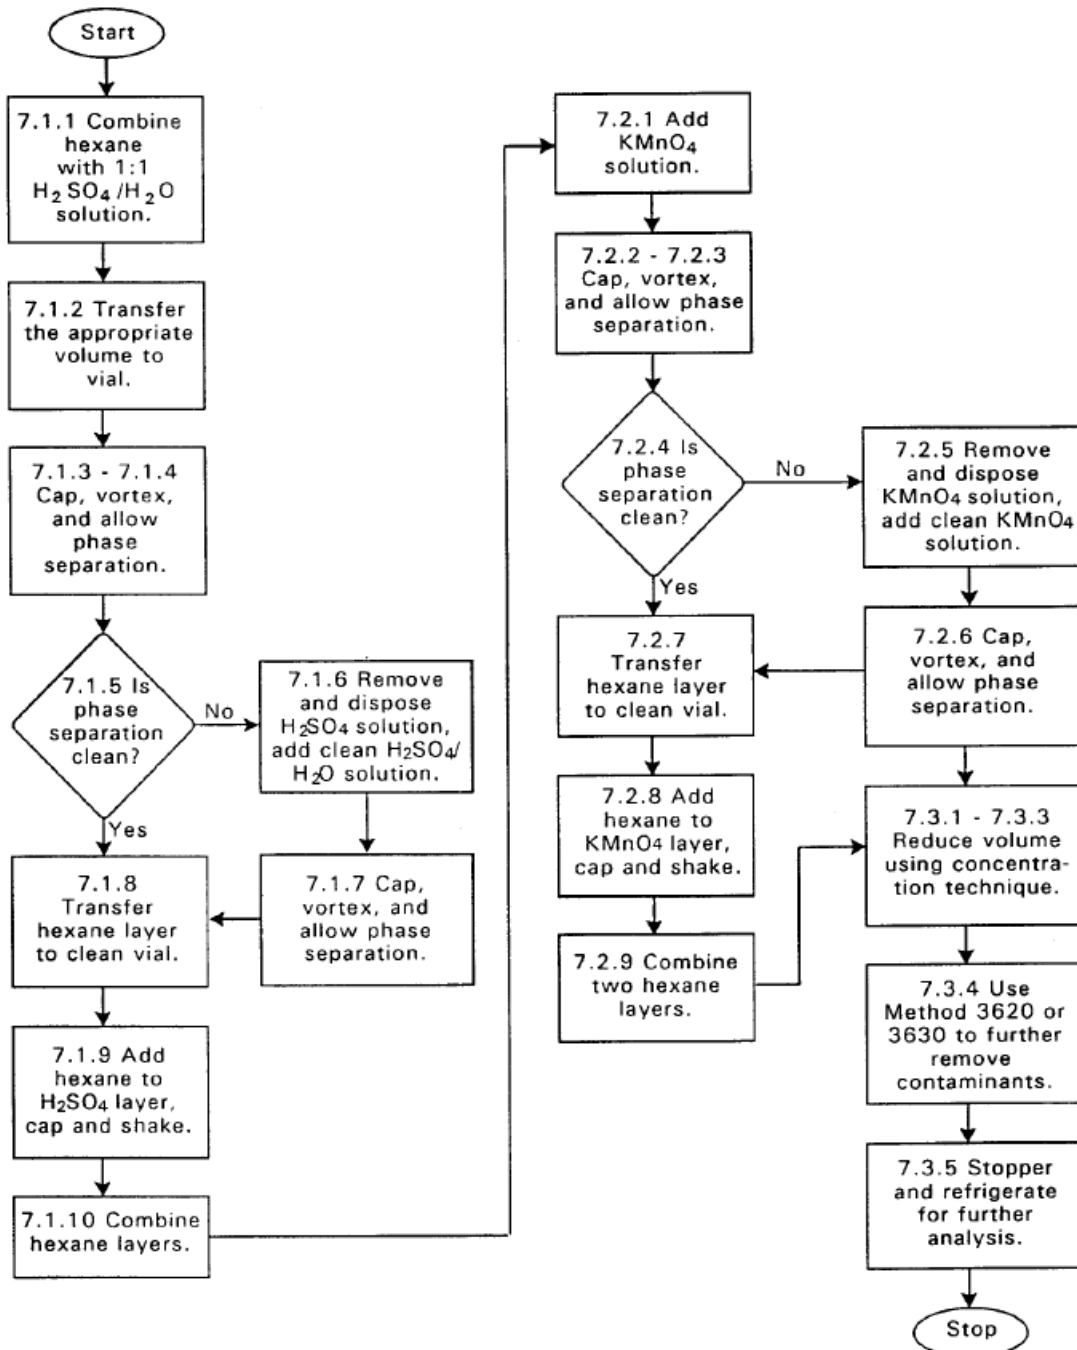 Start
7.1.1 Combine
hexane
with 1:1
H₂SO₄/H₂O
solution.
7.1.2 Transfer
the appropriate
volume to
vial.
7.1.3 - 7.1.4
Cap, vortex,
and allow
phase
separation.
7.1.5 Is
phase
separation
clean?
No
Yes
7.1.6 Remove
and dispose
H₂SO₄ solution,
add clean H₂SO₄/
H₂O solution.
7.1.7 Cap,
vortex, and
allow phase
separation.
7.1.8
Transfer
hexane layer
to clean vial.
7.1.9 Add
hexane to
H₂SO₄ layer,
cap and shake.
7.1.10 Combine
hexane layers.
7.2.1 Add
KMnO₄
solution.
7.2.2 - 7.2.3
Cap, vortex,
and allow phase
separation.
7.2.4 Is
phase
separation
clean?
No
Yes
7.2.5 Remove
and dispose
KMnO₄ solution,
add clean KMnO₄
solution.
7.2.6 Cap,
vortex, and
allow phase
separation.
7.2.7
Transfer
hexane layer
to clean vial.
7.2.8 Add
hexane to
KMnO₄ layer,
cap and shake.
7.2.9 Combine
two hexane
layers.
7.3.1 - 7.3.3
Reduce volume
using concentra-
tion technique.
7.3.4 Use
Method 3620 or
3630 to further
remove
contaminants.
7.3.5 Stopper
and refrigerate
for further
analysis.
Stop